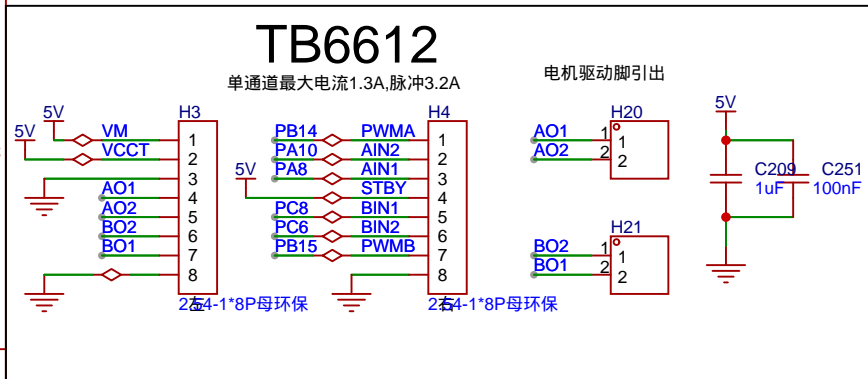 TB6612
单通道最大电流1.3A,脉冲3.2A
电机驱动脚引出
H3
5V
5V
VM
VCCT
AO1
AO2
BO2
BO1
1
2
3
4
5
6
7
8
2.54-1*8P母环保
左
H4
5V
PB14
PWMA
PA10
AIN2
PA8
AIN1
STBY
PC8
BIN1
PC6
BIN2
PB15
PWMB
1
2
3
4
5
6
7
8
2.54-1*8P母环保
右
H20
AO1
1
1
AO2
2
2
H21
BO2
1
1
BO1
2
2
5V
C209
1uF
C251
100nF